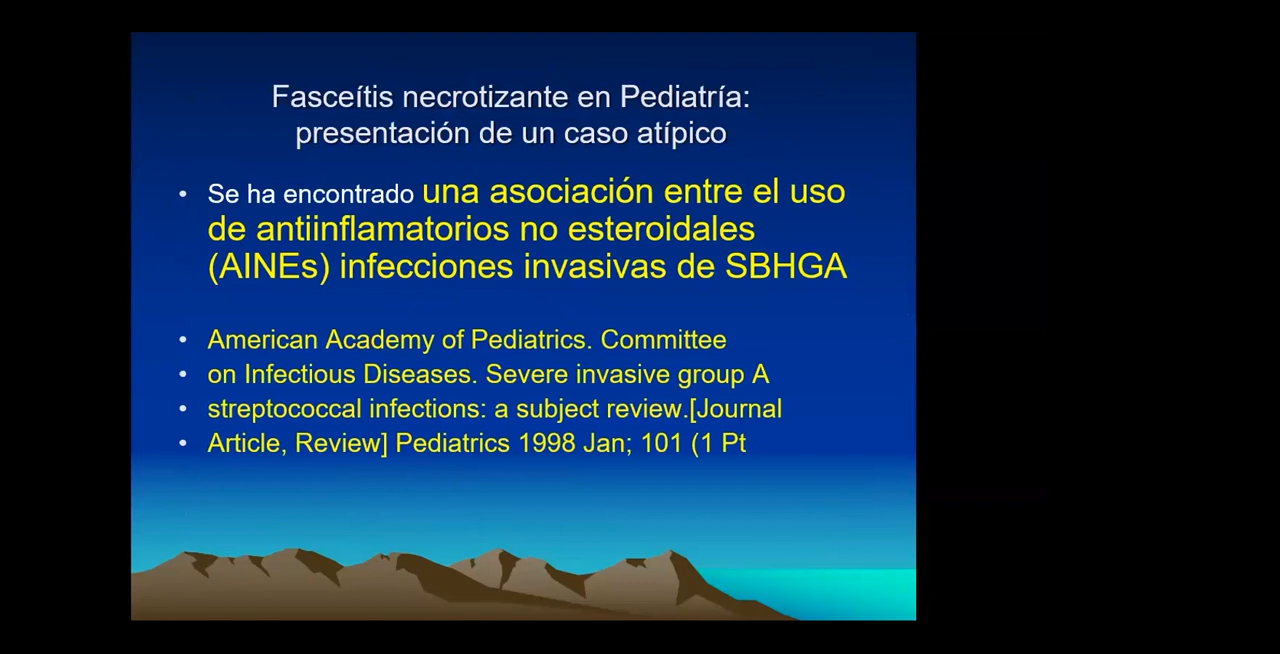 Fasceítis necrotizante en Pediatría:
presentación de un caso atípico
• Se ha encontrado una asociación entre el uso
de antiinflamatorios no esteroidales
(AINEs) infecciones invasivas de SBHGA
• American Academy of Pediatrics. Committee
• on Infectious Diseases. Severe invasive group A
• streptococcal infections: a subject review.[Journal
• Article, Review] Pediatrics 1998 Jan; 101 (1 Pt